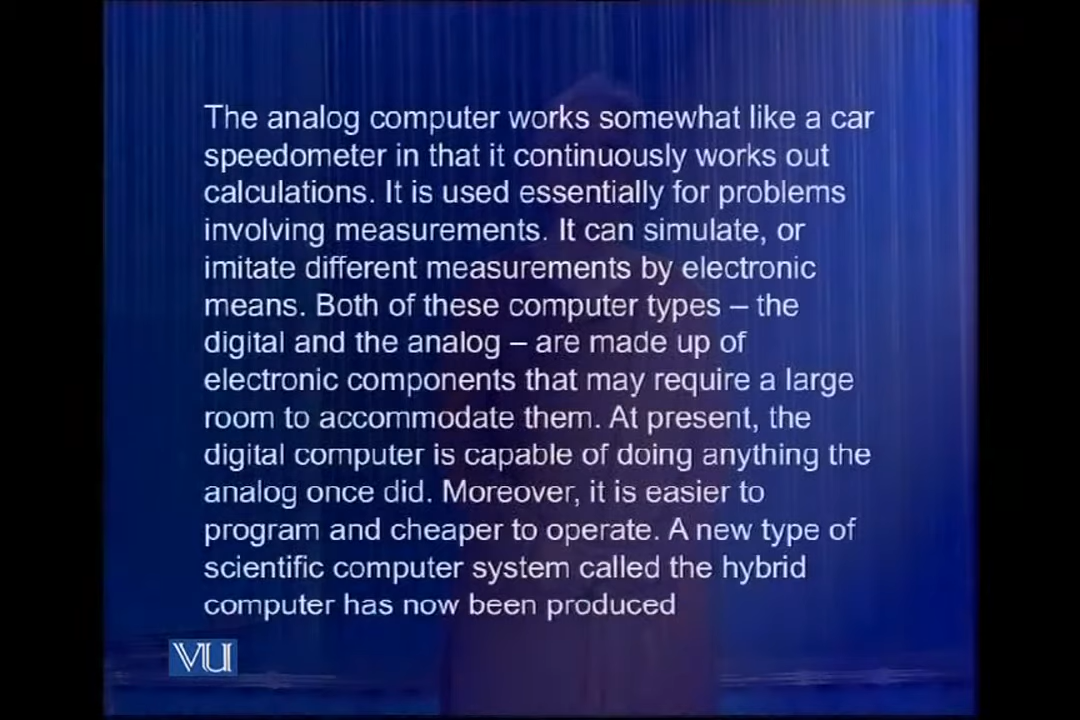 The analog computer works somewhat like a car
speedometer in that it continuously works out
calculations. It is used essentially for problems
involving measurements. It can simulate, or
imitate different measurements by electronic
means. Both of these computer types – the
digital and the analog – are made up of
electronic components that may require a large
room to accommodate them. At present, the
digital computer is capable of doing anything the
analog once did. Moreover, it is easier to
program and cheaper to operate. A new type of
scientific computer system called the hybrid
computer has now been produced
VU